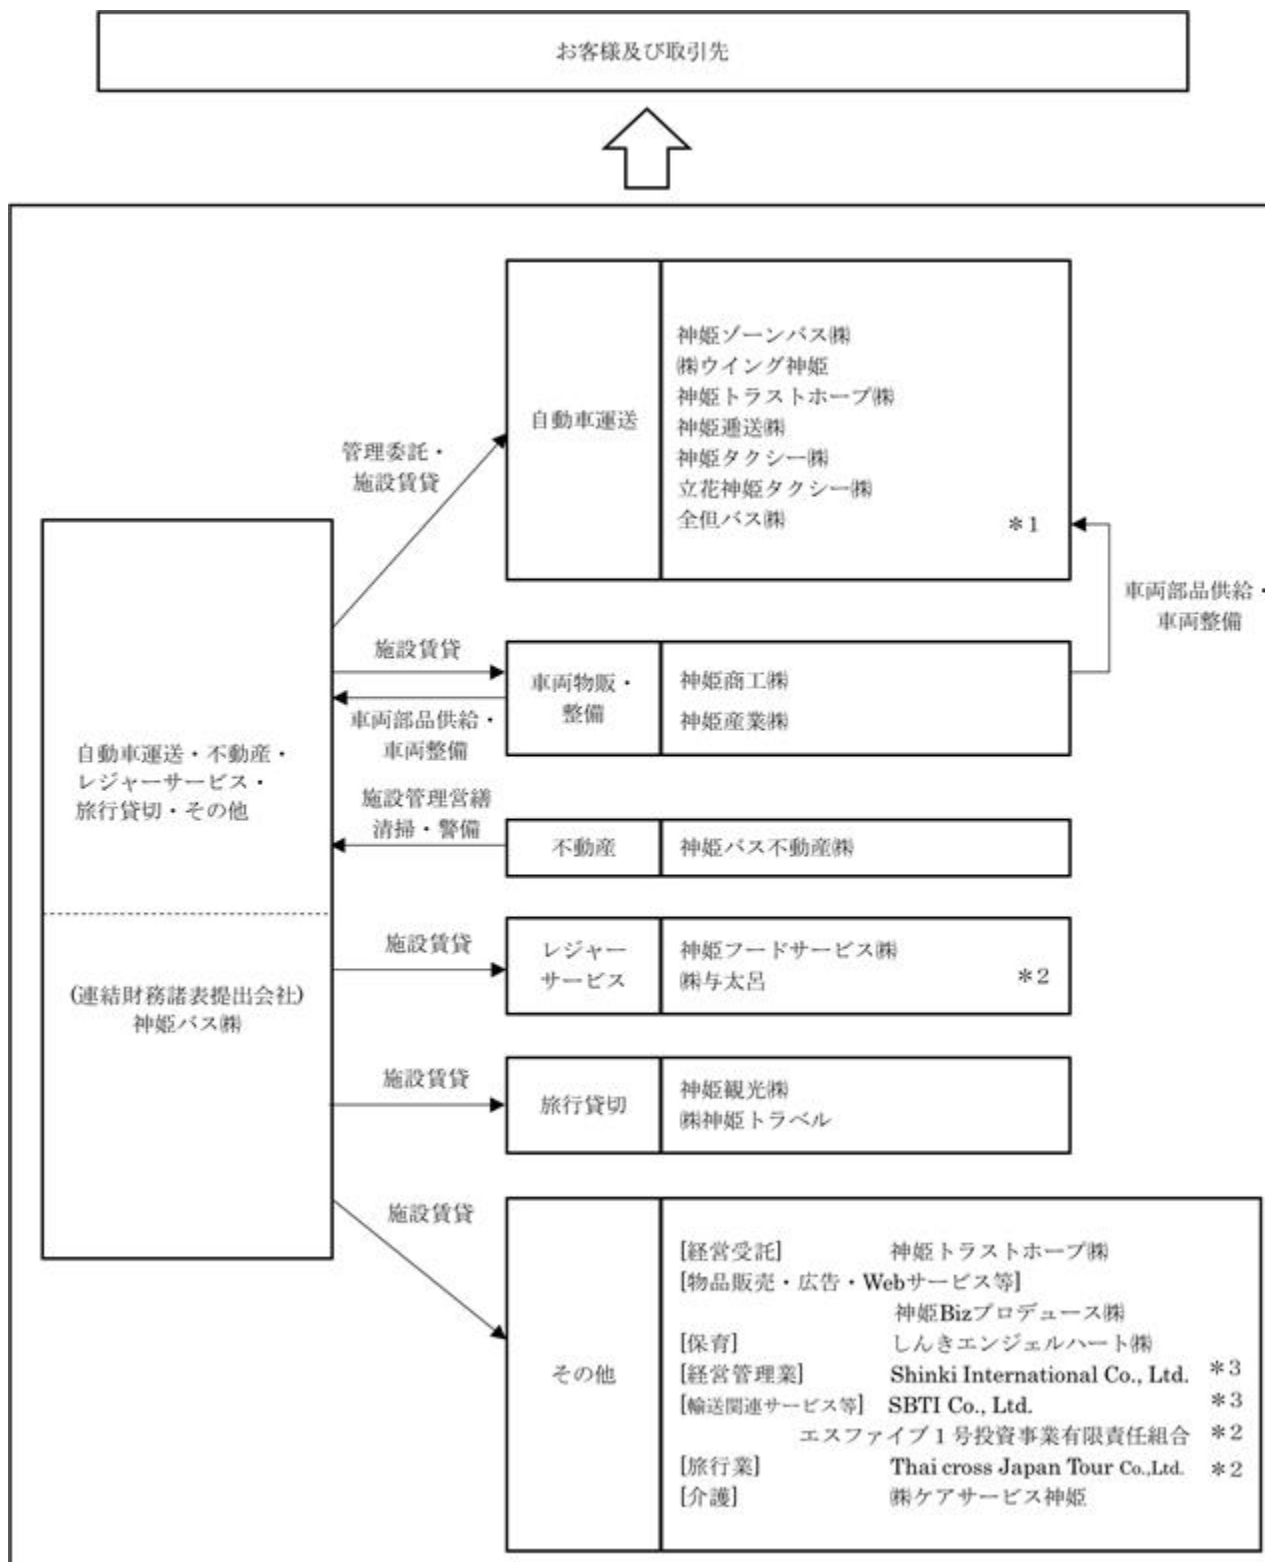 お客様及び取引先
自動車運送
神姫ゾーンバス㈱
㈱ウイング神姫
神姫トラストホープ㈱
神姫逓送㈱
神姫タクシー㈱
立花神姫タクシー㈱
全但バス㈱ ＊1
管理委託・
施設賃貸
車両部品供給・
車両整備
施設賃貸
車両物販・
整備
神姫商工㈱
神姫産業㈱
車両部品供給・
車両整備
自動車運送・不動産・
レジャーサービス・
旅行貸切・その他
施設管理営繕
清掃・警備
不動産
神姫バス不動産㈱
(連結財務諸表提出会社)
神姫バス㈱
施設賃貸
レジャー
サービス
神姫フードサービス㈱
㈱与太呂 ＊2
施設賃貸
旅行貸切
神姫観光㈱
㈱神姫トラベル
施設賃貸
その他
[経営受託] 神姫トラストホープ㈱
[物品販売・広告・Webサービス等]
神姫Bizプロデュース㈱
[保育] しんきエンジェルハート㈱
[経営管理業] Shinki International Co., Ltd. ＊3
[輸送関連サービス等] SBTI Co., Ltd. ＊3
エスファイブ1号投資事業有限責任組合 ＊2
[旅行業] Thai cross Japan Tour Co.,Ltd. ＊2
[介護] ㈱ケアサービス神姫